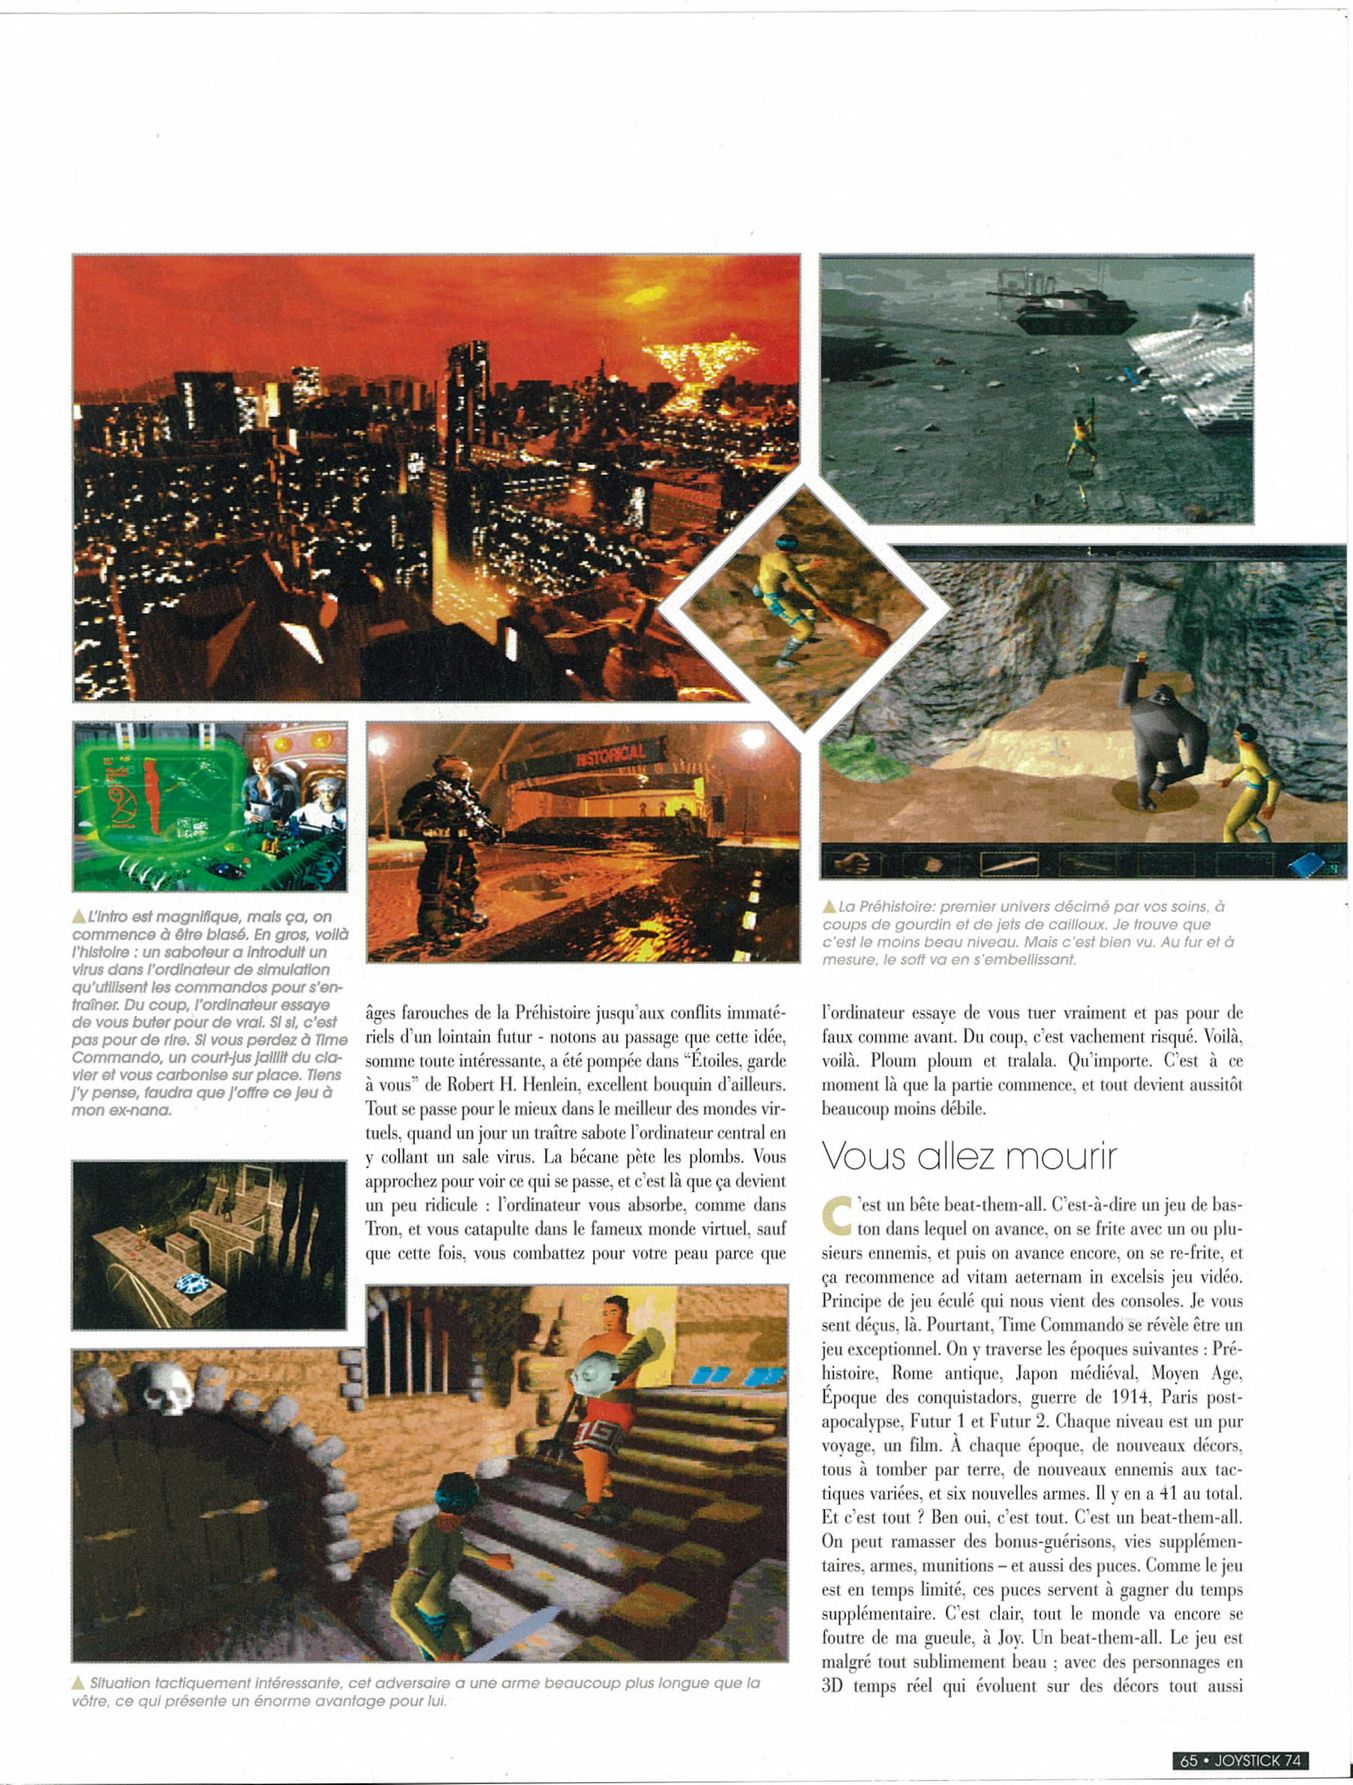 HISTORICAL
L'intro est magnifique, mais ça, on
commence à être blasé. En gros, voilà
l'histoire : un saboteur a introduit un
virus dans l'ordinateur de simulation
qu'utilisent les commandos pour s'en-
traîner. Du coup, l'ordinateur essaye
de vous buter pour de vrai. Si si, c'est
pas pour de rire. Si vous perdez à Time
Commando, un court-jus jaillit du cla-
vier et vous carbonise sur place. Tiens
j'y pense, faudra que j'offre ce jeu à
mon ex-nana.
La Préhistoire: premier univers décimé par vos soins, à
coups de gourdin et de jets de cailloux. Je trouve que
c'est le moins beau niveau. Mais c'est bien vu. Au fur et à
mesure, le soft va en s'embellissant.
âges farouches de la Préhistoire jusqu'aux conflits immaté-
riels d'un lointain futur - notons au passage que cette idée,
somme toute intéressante, a été pompée dans “Étoiles, garde
à vous” de Robert H. Henlein, excellent bouquin d'ailleurs.
Tout se passe pour le mieux dans le meilleur des mondes vir-
tuels, quand un jour un traître sabote l'ordinateur central en
y collant un sale virus. La bécane pète les plombs. Vous
approchez pour voir ce qui se passe, et c'est là que ça devient
un peu ridicule : l'ordinateur vous absorbe, comme dans
Tron, et vous catapulte dans le fameux monde virtuel, sauf
que cette fois, vous combattez pour votre peau parce que
l'ordinateur essaye de vous tuer vraiment et pas pour de
faux comme avant. Du coup, c'est vachement risqué. Voilà,
voilà. Ploum ploum et tralala. Qu'importe. C'est à ce
moment là que la partie commence, et tout devient aussitôt
beaucoup moins débile.
Vous allez mourir
C'est un bête beat-them-all. C'est-à-dire un jeu de bas-
ton dans lequel on avance, on se frite avec un ou plu-
sieurs ennemis, et puis on avance encore, on se re-frite, et
ça recommence ad vitam aeternam in excelsis jeu vidéo.
Principe de jeu éculé qui nous vient des consoles. Je vous
sent déçus, là. Pourtant, Time Commando se révèle être un
jeu exceptionnel. On y traverse les époques suivantes : Pré-
histoire, Rome antique, Japon médiéval, Moyen Age,
Époque des conquistadors, guerre de 1914, Paris post-
apocalypse, Futur 1 et Futur 2. Chaque niveau est un pur
voyage, un film. À chaque époque, de nouveaux décors,
tous à tomber par terre, de nouveaux ennemis aux tac-
tiques variées, et six nouvelles armes. Il y en a 41 au total.
Et c'est tout ? Ben oui, c'est tout. C'est un beat-them-all.
On peut ramasser des bonus-guérisons, vies supplémen-
taires, armes, munitions – et aussi des puces. Comme le jeu
est en temps limité, ces puces servent à gagner du temps
supplémentaire. C'est clair, tout le monde va encore se
foutre de ma gueule, à Joy. Un beat-them-all. Le jeu est
malgré tout sublimement beau ; avec des personnages en
3D temps réel qui évoluent sur des décors tout aussi
Situation tactiquement intéressante, cet adversaire a une arme beaucoup plus longue que la
vôtre, ce qui présente un énorme avantage pour lui.
65 • JOYSTICK 74